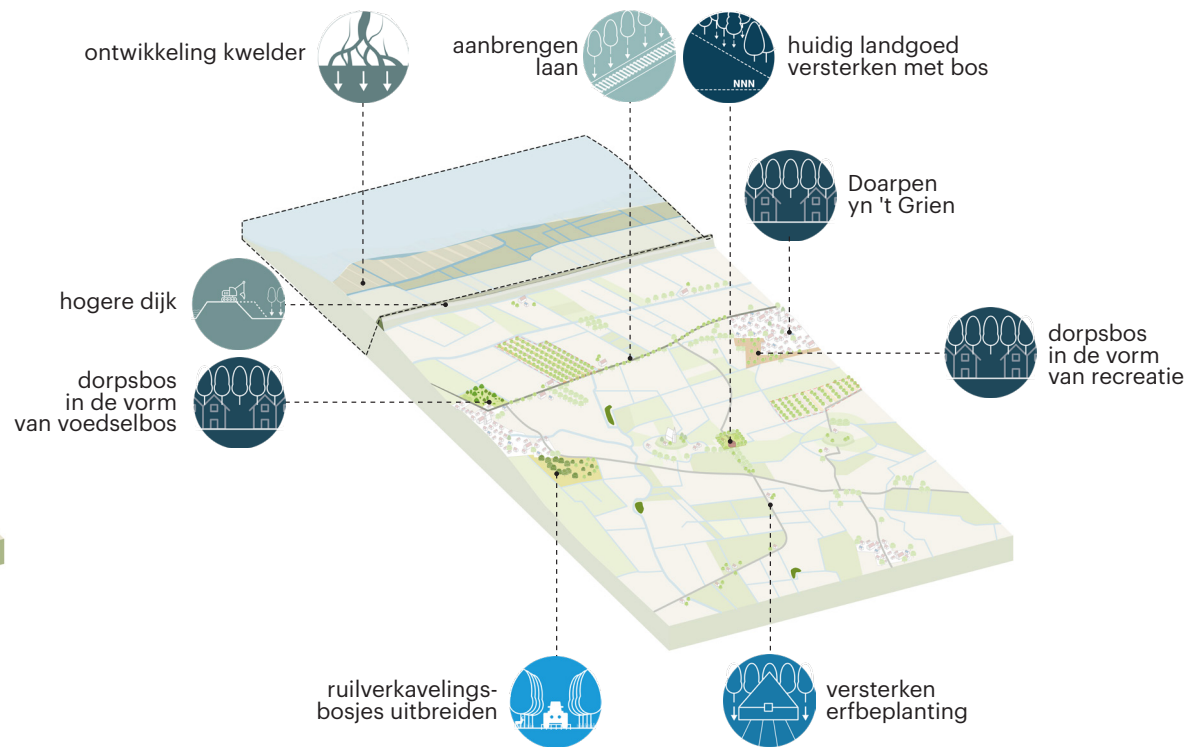 ontwikkeling kwelder
aanbrengen
laan
huidig landgoed
versterken met bos
NNN
Doarpen
yn 't Grien
hogere dijk
dorpsbos
in de vorm
van recreatie
dorpsbos
in de vorm
van voedselbos
ruilverkavelings-
bosjes uitbreiden
versterken
erfbeplanting